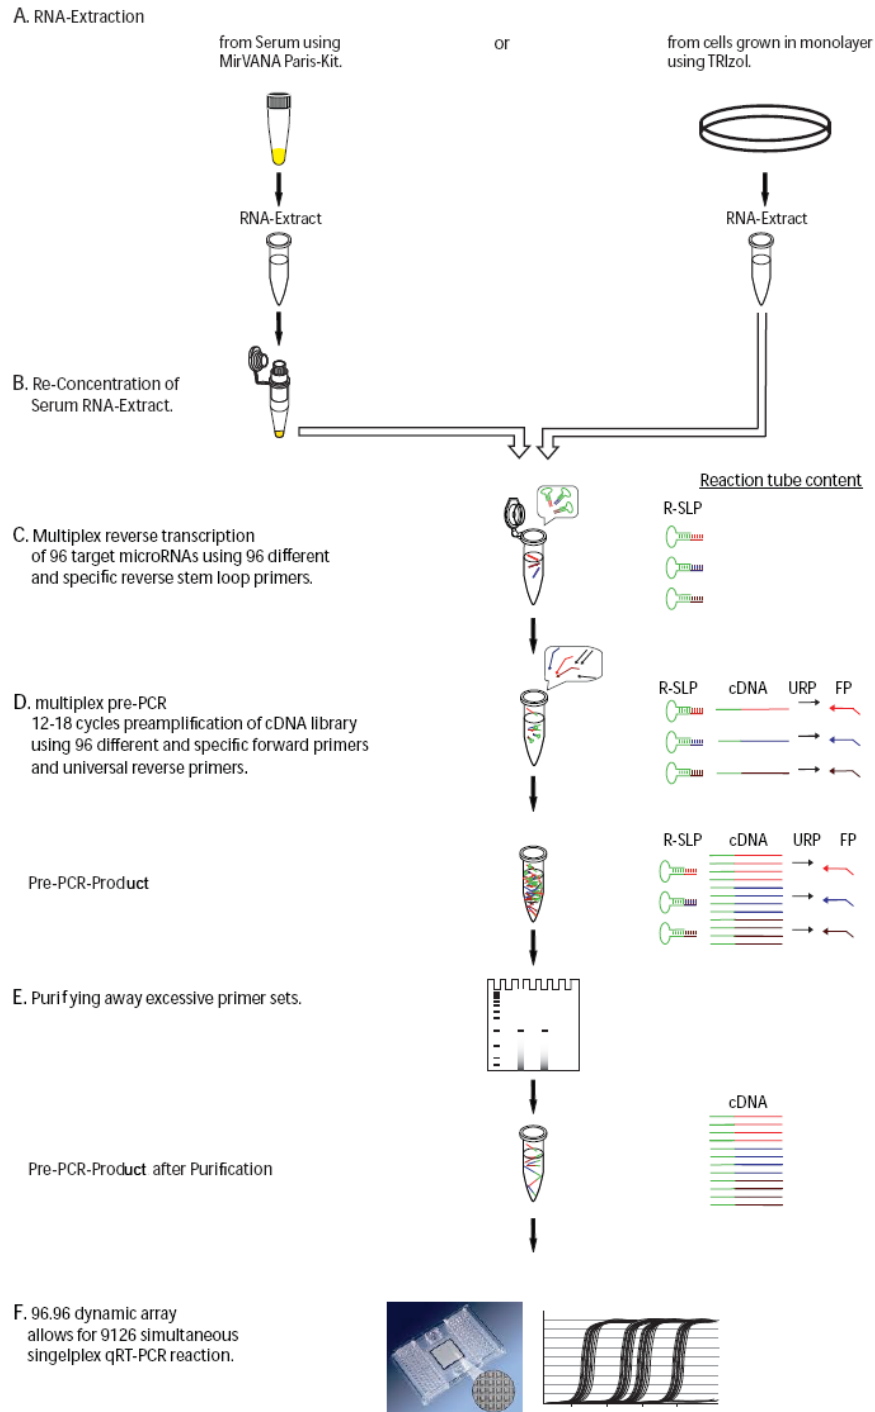 A. RNA-Extraction
from Serum using
MirVANA Paris-Kit.
or
from cells grown in monolayer
using TRIzol.
RNA-Extract
RNA-Extract
B. Re-Concentration of
Serum RNA-Extract.
Reaction tube content
R-SLP
C. Multiplex reverse transcription
of 96 target microRNAs using 96 different
and specific reverse stem loop primers.
D. multiplex pre-PCR
12-18 cycles preamplification of cDNA library
using 96 different and specific forward primers
and universal reverse primers.
R-SLP cDNA URP FP
Pre-PCR-Product
R-SLP cDNA URP FP
E. Purifying away excessive primer sets.
cDNA
Pre-PCR-Product after Purification
F. 96.96 dynamic array
allows for 9126 simultaneous
singelplex qRT-PCR reaction.